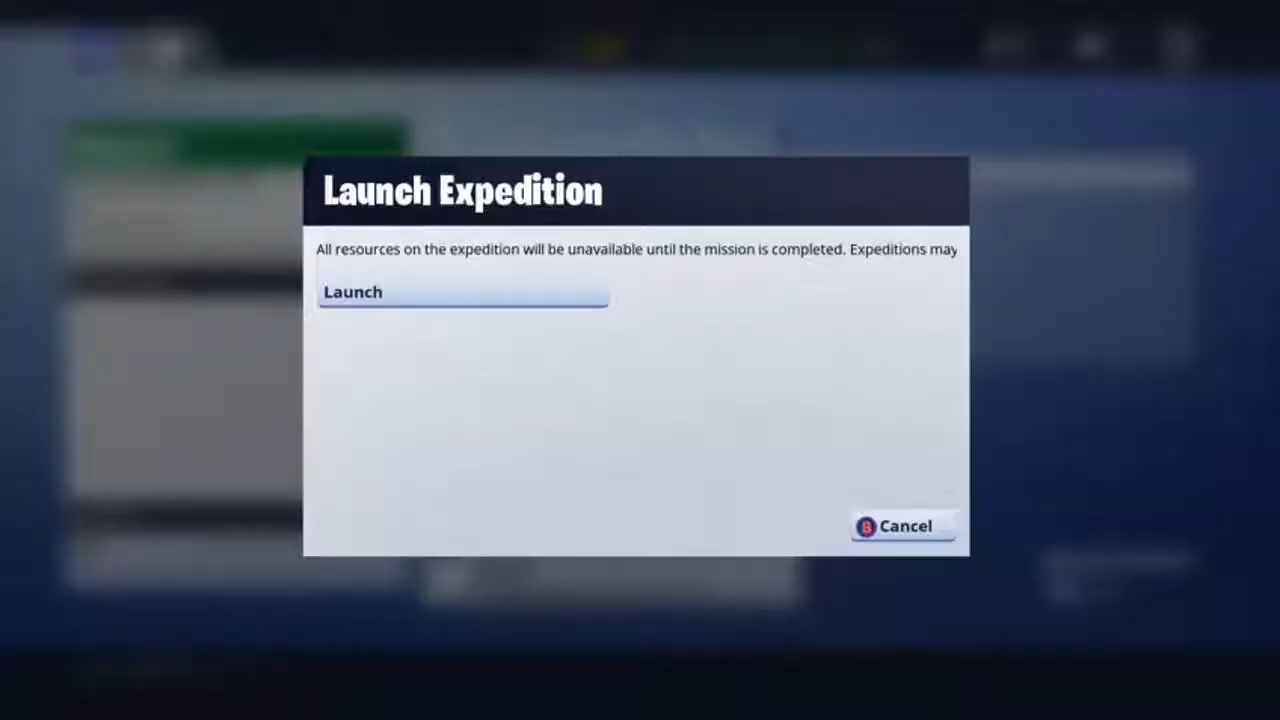 Launch Expedition
All resources on the expedition will be unavailable until the mission is completed. Expeditions may
Launch
B Cancel